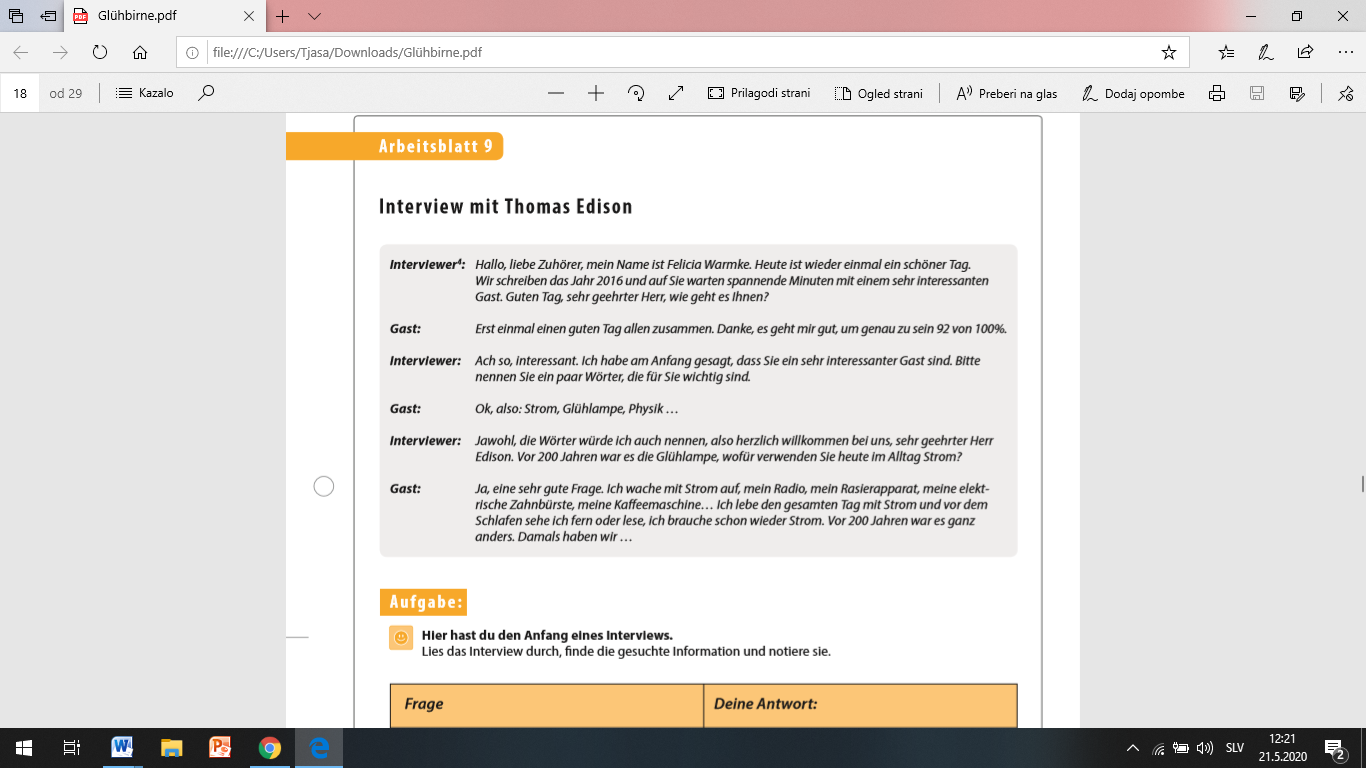 Glühbirne.pdf
file:///C:/Users/Tjasa/Downloads/Glühbirne.pdf
18 od 29 Kazalo Prilagodi strani Ogled strani Preberi na glas Dodaj opombe
Arbeitsblatt 9
Interview mit Thomas Edison
Interviewer⁴: Hallo, liebe Zuhörer, mein Name ist Felicia Warmke. Heute ist wieder einmal ein schöner Tag.
Wir schreiben das Jahr 2016 und auf Sie warten spannende Minuten mit einem sehr interessanten
Gast. Guten Tag, sehr geehrter Herr, wie geht es Ihnen?
Gast: Erst einmal einen guten Tag allen zusammen. Danke, es geht mir gut, um genau zu sein 92 von 100%.
Interviewer: Ach so, interessant. Ich habe am Anfang gesagt, dass Sie ein sehr interessanter Gast sind. Bitte
nennen Sie ein paar Wörter, die für Sie wichtig sind.
Gast: Ok, also: Strom, Glühlampe, Physik …
Interviewer: Jawohl, die Wörter würde ich auch nennen, also herzlich willkommen bei uns, sehr geehrter Herr
Edison. Vor 200 Jahren war es die Glühlampe, wofür verwenden Sie heute im Alltag Strom?
Gast: Ja, eine sehr gute Frage. Ich wache mit Strom auf, mein Radio, mein Rasierapparat, meine elekt-
rische Zahnbürste, meine Kaffeemaschine… Ich lebe den gesamten Tag mit Strom und vor dem
Schlafen sehe ich fern oder lese, ich brauche schon wieder Strom. Vor 200 Jahren war es ganz
anders. Damals haben wir …
Aufgabe:
Hier hast du den Anfang eines Interviews.
Lies das Interview durch, finde die gesuchte Information und notiere sie.
Frage Deine Antwort:
SLV 12:21
21.5.2020 2